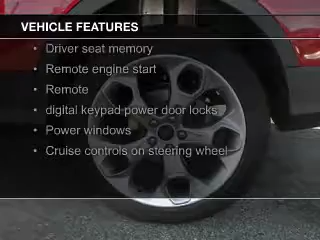 VEHICLE FEATURES
• Driver seat memory
• Remote engine start
• Remote
• digital keypad power door locks
• Power windows
• Cruise controls on steering wheel